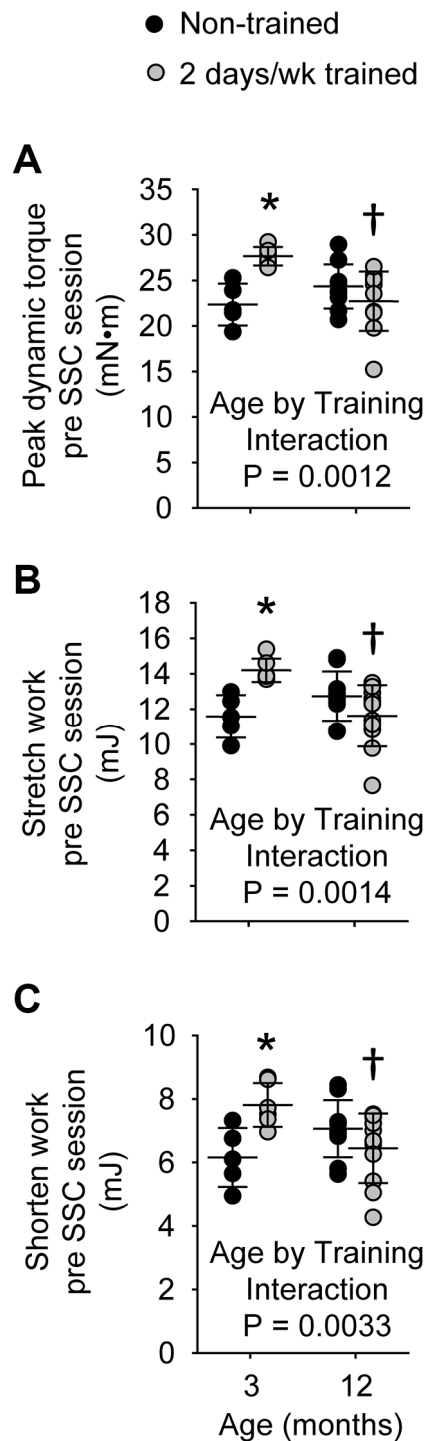 Non-trained
2 days/wk trained
A
Peak dynamic torque
pre SSC session
(mN•m)
35
30
25
20
15
10
5
0
*
†
Age by Training
Interaction
P = 0.0012
B
Stretch work
pre SSC session
(mJ)
18
16
14
12
10
8
6
4
2
0
*
†
Age by Training
Interaction
P = 0.0014
C
Shorten work
pre SSC session
(mJ)
10
8
6
4
2
0
*
†
Age by Training
Interaction
P = 0.0033
3 12
Age (months)